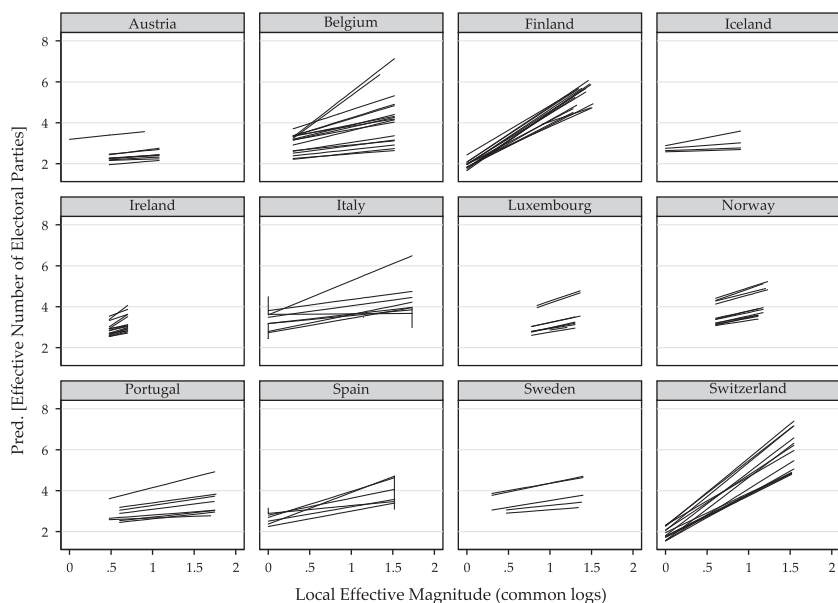 Austria Belgium Finland Iceland
8
6
4
2
Ireland Italy Luxembourg Norway
8
6
4
2
Portugal Spain Sweden Switzerland
8
6
4
2
0 .5 1 1.5 2 0 .5 1 1.5 2 0 .5 1 1.5 2 0 .5 1 1.5 2
Pred. [Effective Number of Electoral Parties]
Local Effective Magnitude (common logs)